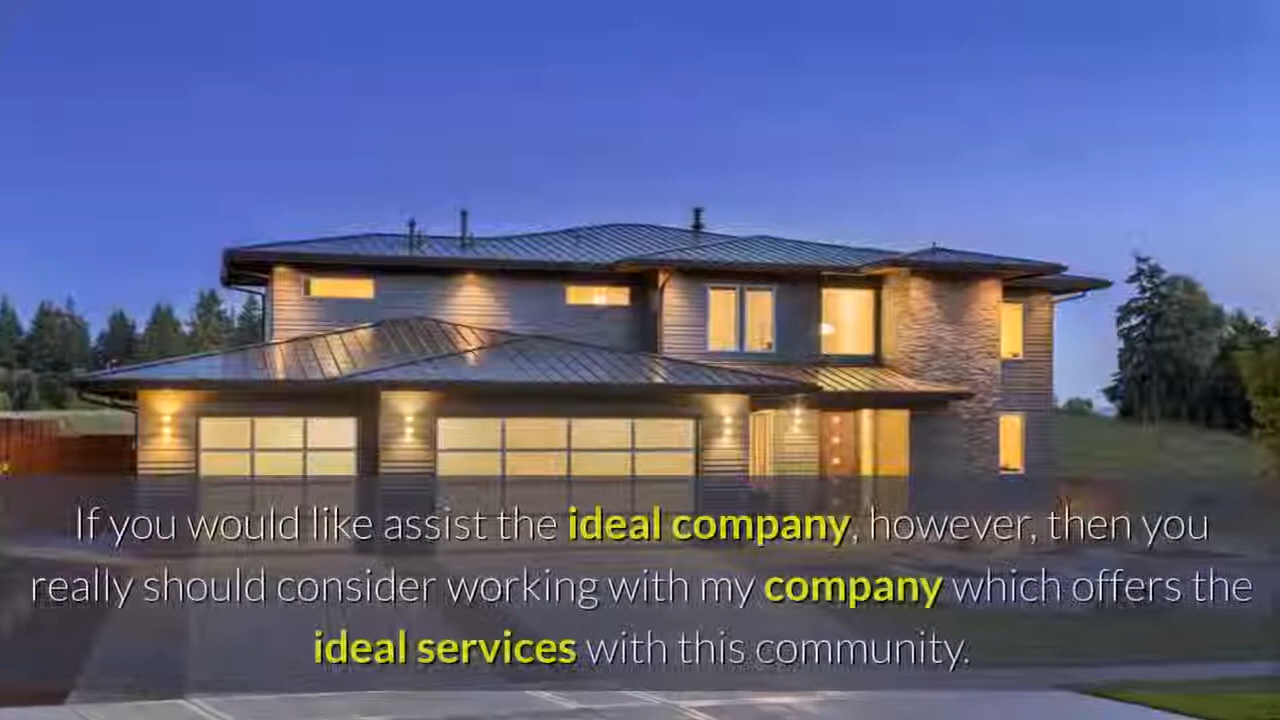 If you would like assist the ideal company, however, then you
really should consider working with my company which offers the
ideal services with this community.